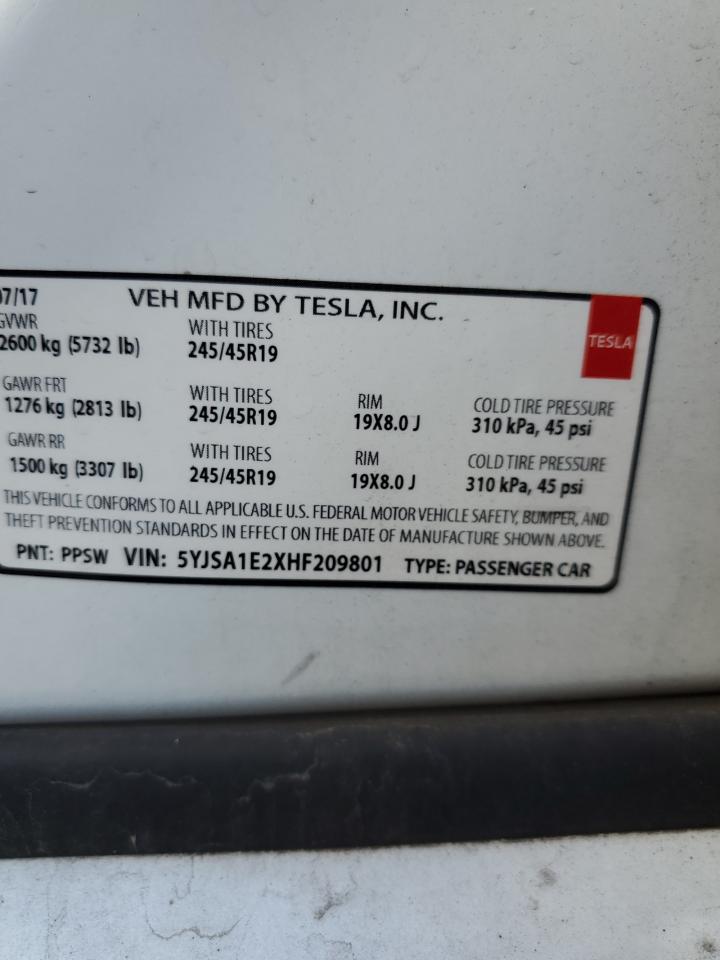 07/17 VEH MFD BY TESLA, INC.
TESLA
GVWR WITH TIRES
2600 kg (5732 lb) 245/45R19
GAWR FRT WITH TIRES RIM COLD TIRE PRESSURE
1276 kg (2813 lb) 245/45R19 19X8.0 J 310 kPa, 45 psi
GAWR RR WITH TIRES RIM COLD TIRE PRESSURE
1500 kg (3307 lb) 245/45R19 19X8.0 J 310 kPa, 45 psi
THIS VEHICLE CONFORMS TO ALL APPLICABLE U.S. FEDERAL MOTOR VEHICLE SAFETY, BUMPER, AND
THEFT PREVENTION STANDARDS IN EFFECT ON THE DATE OF MANUFACTURE SHOWN ABOVE.
PNT: PPSW VIN: 5YJSA1E2XHF209801 TYPE: PASSENGER CAR